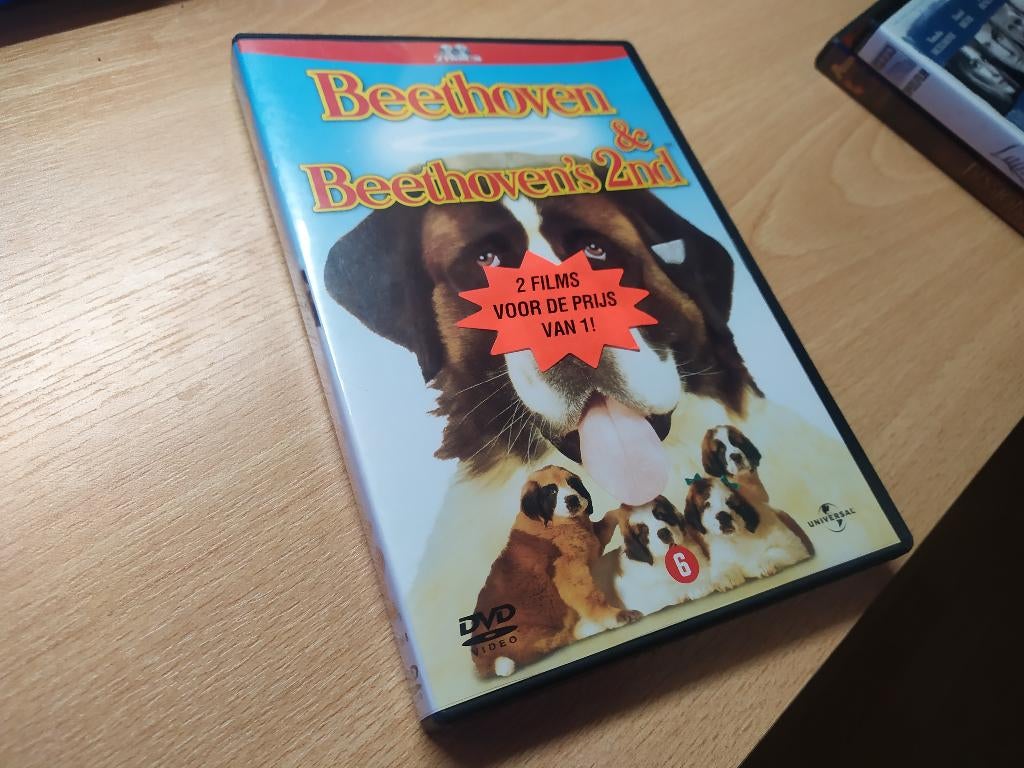 Beethoven
&
Beethoven's 2nd
2 FILMS
VOOR DE PRIJS
VAN 1!
6
UNIVERSAL
DVD
VIDEO